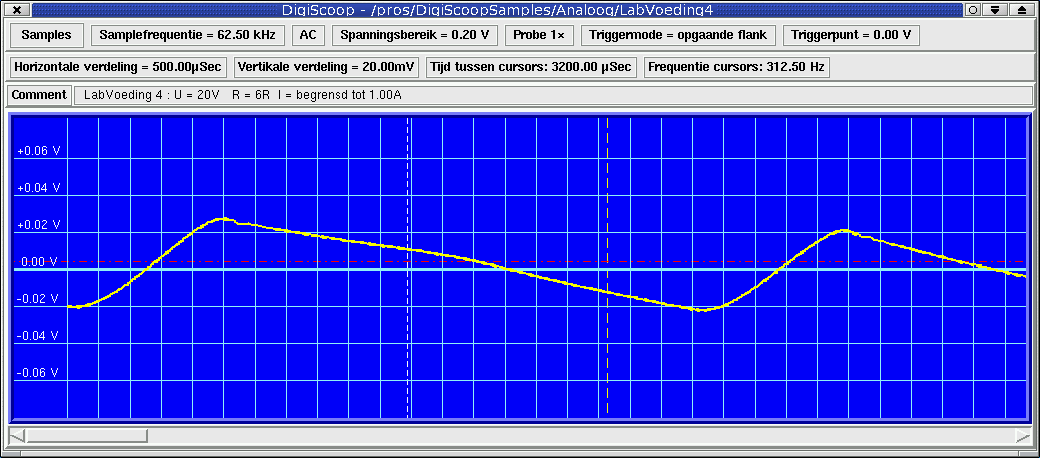 DigiScoop - /pros/DigiScoopSamples/Analoog/LabVoeding4
Samples Samplefrequentie = 62.50 kHz AC Spanningsbereik = 0.20 V Probe 1× Triggermode = opgaande flank Triggerpunt = 0.00 V
Horizontale verdeling = 500.00µSec Vertikale verdeling = 20.00mV Tijd tussen cursors: 3200.00 µSec Frequentie cursors: 312.50 Hz
Comment LabVoeding 4 : U = 20V R = 6R I = begrensd tot 1.00A
+0.06 V
+0.04 V
+0.02 V
0.00 V
-0.02 V
-0.04 V
-0.06 V